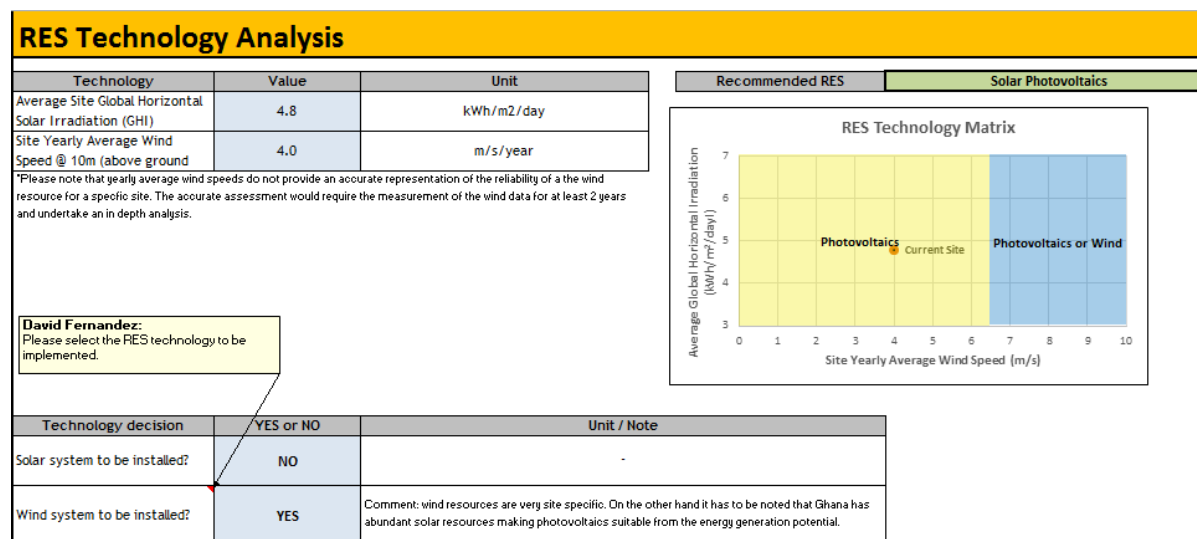 RES Technology Analysis
Technology Value Unit
Average Site Global Horizontal
Solar Irradiation (GHI)
4.8 kWh/m2/day
Site Yearly Average Wind
Speed @ 10m (above ground
4.0 m/s/year
*Please note that yearly average wind speeds do not provide an accurate representation of the reliability of a the wind
resource for a specfic site. The accurate assessment would require the measurement of the wind data for at least 2 years
and undertake an in depth analysis.
Recommended RES Solar Photovoltaics
RES Technology Matrix
Average Global Horizontal Irradiation
(kWh/m²/dayl)
7
6
5
4
3
Photovoltaics
Current Site
Photovoltaics or Wind
0 1 2 3 4 5 6 7 8 9 10
Site Yearly Average Wind Speed (m/s)
David Fernandez:
Please select the RES technology to be
implemented.
Technology decision YES or NO Unit / Note
Solar system to be installed? NO -
Wind system to be installed? YES
Comment: wind resources are very site specific. On the other hand it has to be noted that Ghana has
abundant solar resources making photovoltaics suitable from the energy generation potential.